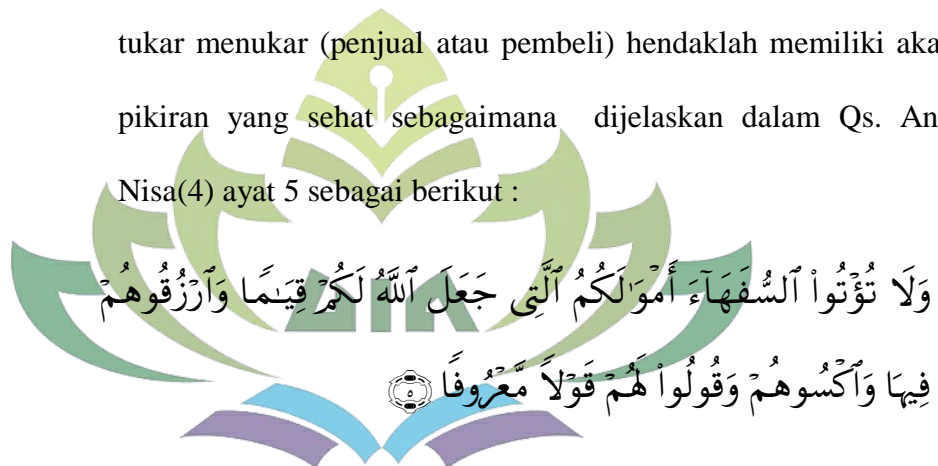 tukar menukar (penjual atau pembeli) hendaklah memiliki aka
pikiran yang sehat sebagaimana dijelaskan dalam Qs. An
Nisa(4) ayat 5 sebagai berikut :
وَلَا تُؤْتُوا۟ ٱلسُّفَهَآءَ أَمْوَٰلَكُمُ ٱلَّتِى جَعَلَ ٱللَّهُ لَكُمْ قِيَـٰمًا وَٱرْزُقُوهُمْ
فِيهَا وَٱكْسُوهُمْ وَقُولُوا۟ لَهُمْ قَوْلًا مَّعْرُوفًا ۝٥